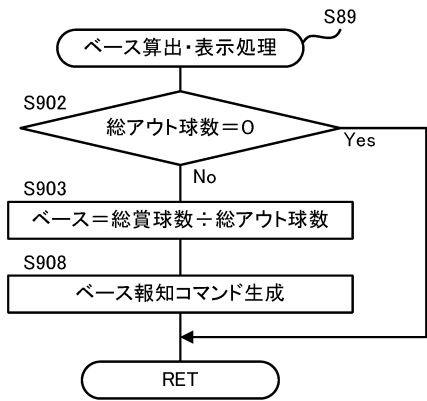 S89
ベース算出・表示処理
S902
総アウト球数＝0
Yes
No
S903
ベース＝総賞球数÷総アウト球数
S908
ベース報知コマンド生成
RET